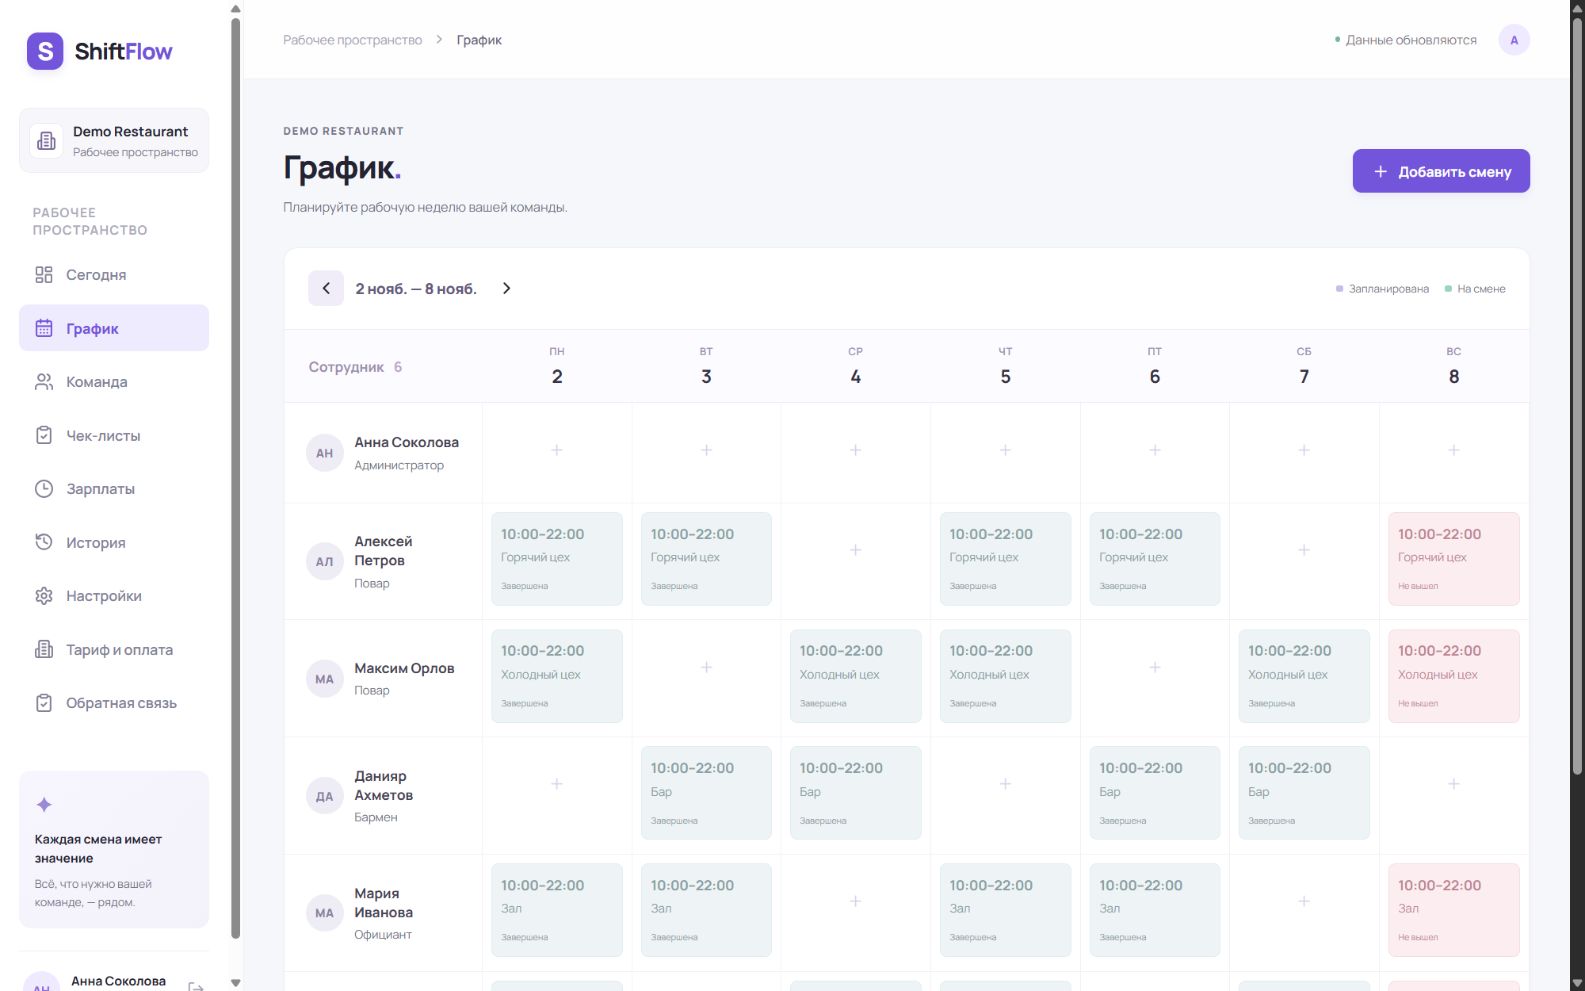 S ShiftFlow
Demo Restaurant
Рабочее пространство
РАБОЧЕЕ
ПРОСТРАНСТВО
Сегодня
График
Команда
Чек-листы
Зарплаты
История
Настройки
Тариф и оплата
Обратная связь
Каждая смена имеет
значение
Всё, что нужно вашей
команде, — рядом.
АН Анна Соколова
Рабочее пространство > График
Данные обновляются A
DEMO RESTAURANT
График.
Планируйте рабочую неделю вашей команды.
+ Добавить смену
2 нояб. — 8 нояб.
Запланирована На смене
Сотрудник 6
ПН ВТ СР ЧТ ПТ СБ ВС
2 3 4 5 6 7 8
АН Анна Соколова
Администратор
+ + + + + + +
АЛ Алексей
Петров
Повар
10:00–22:00 10:00–22:00 + 10:00–22:00 10:00–22:00 + 10:00–22:00
Горячий цех Горячий цех Горячий цех Горячий цех Горячий цех
Завершена Завершена Завершена Завершена Не вышел
МА Максим Орлов
Повар
10:00–22:00 + 10:00–22:00 10:00–22:00 + 10:00–22:00 10:00–22:00
Холодный цех Холодный цех Холодный цех Холодный цех Холодный цех
Завершена Завершена Завершена Завершена Не вышел
ДА Данияр
Ахметов
Бармен
+ 10:00–22:00 10:00–22:00 + 10:00–22:00 10:00–22:00 +
Бар Бар Бар Бар
Завершена Завершена Завершена Завершена
МА Мария
Иванова
Официант
10:00–22:00 10:00–22:00 + 10:00–22:00 10:00–22:00 + 10:00–22:00
Зал Зал Зал Зал Зал
Завершена Завершена Завершена Завершена Не вышел